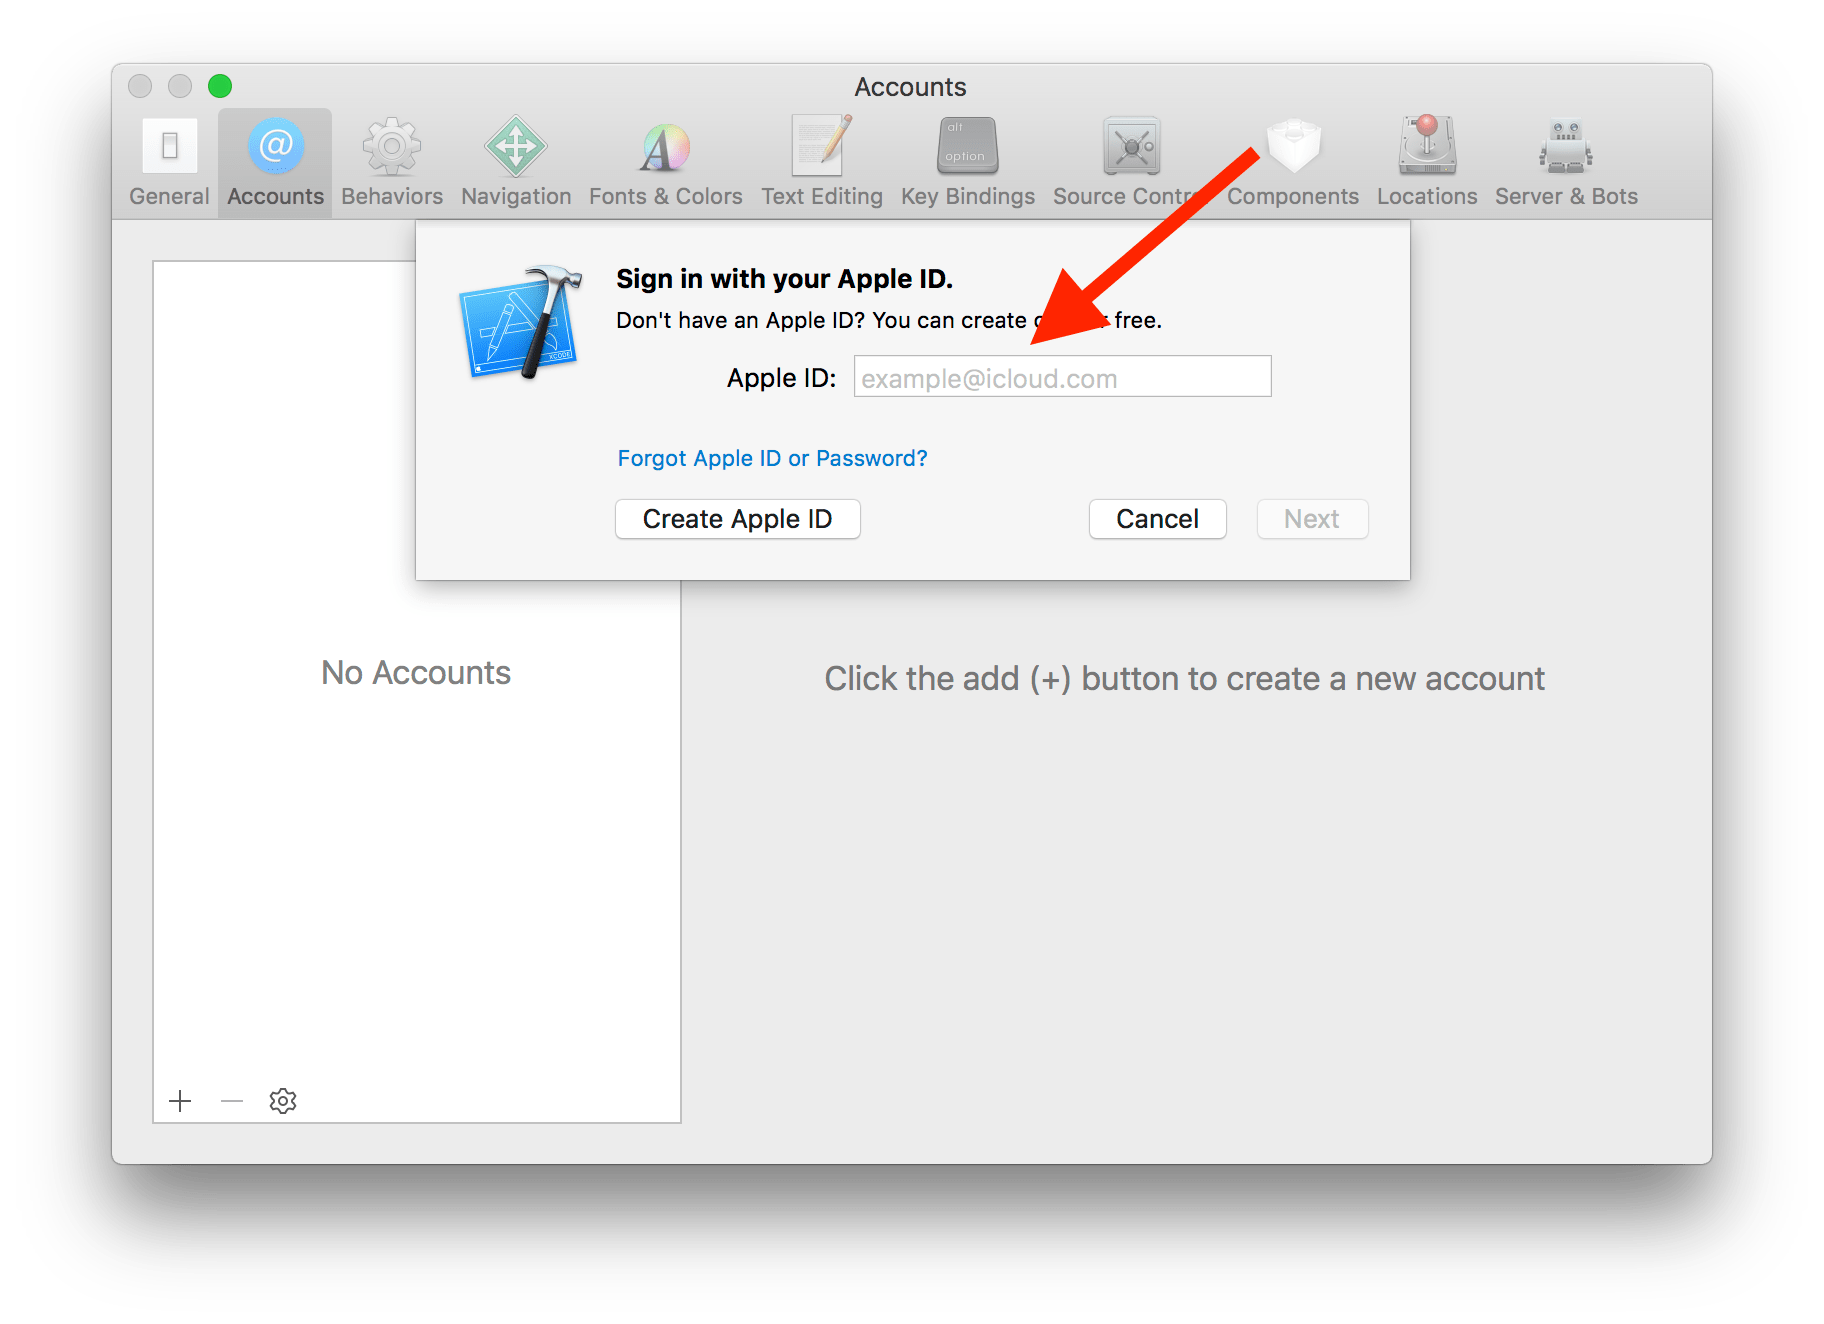 Accounts
alt
option
General Accounts Behaviors Navigation Fonts & Colors Text Editing Key Bindings Source Contr Components Locations Server & Bots
Sign in with your Apple ID.
Don't have an Apple ID? You can create free.
XCODE
Apple ID: example@icloud.com
Forgot Apple ID or Password?
Create Apple ID Cancel Next
No Accounts
Click the add (+) button to create a new account